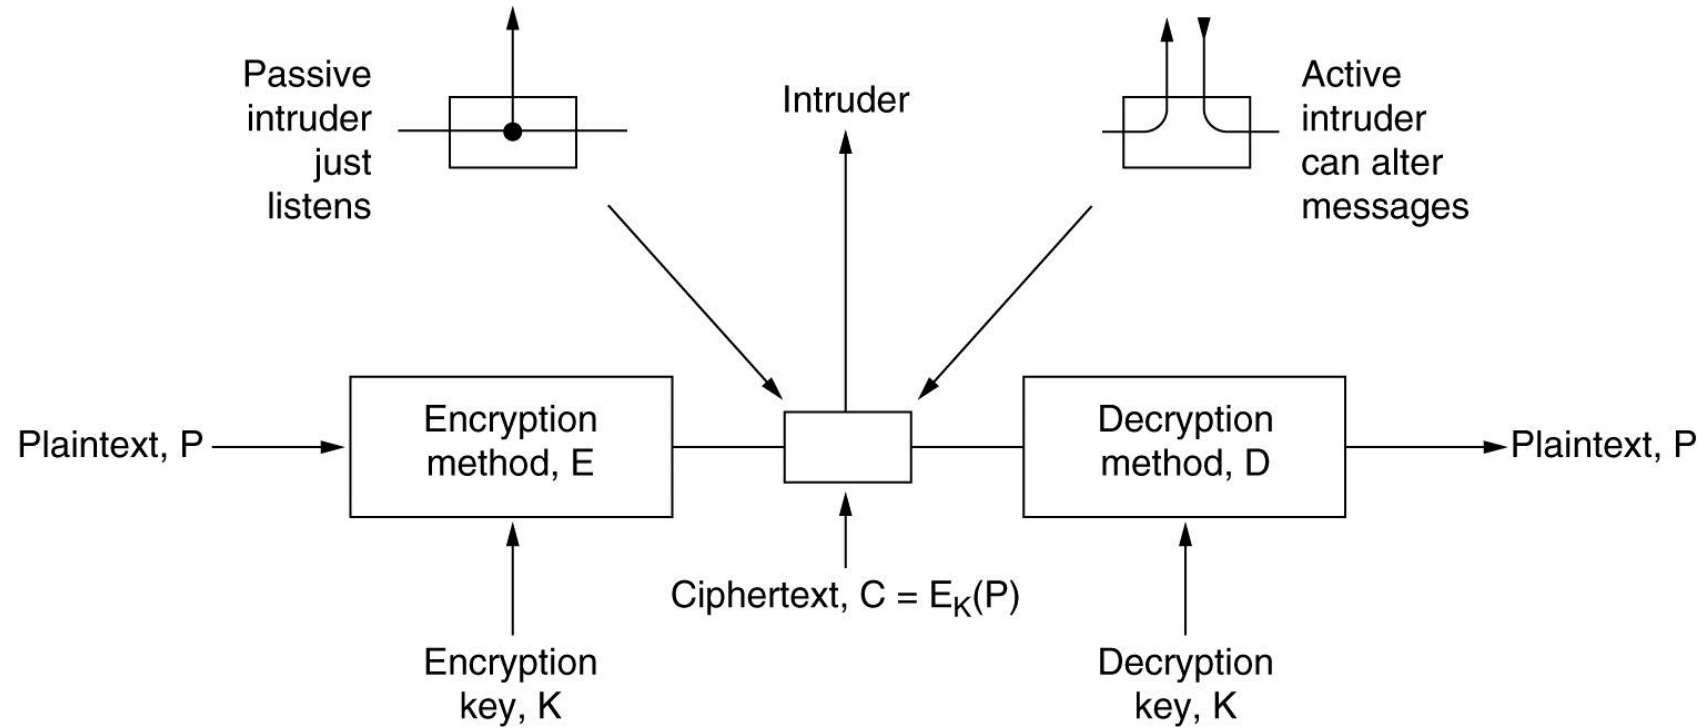 Passive
intruder
just
listens
Intruder
Active
intruder
can alter
messages
Plaintext, P
Encryption
method, E
Decryption
method, D
Plaintext, P
Ciphertext, C = EK(P)
Encryption
key, K
Decryption
key, K